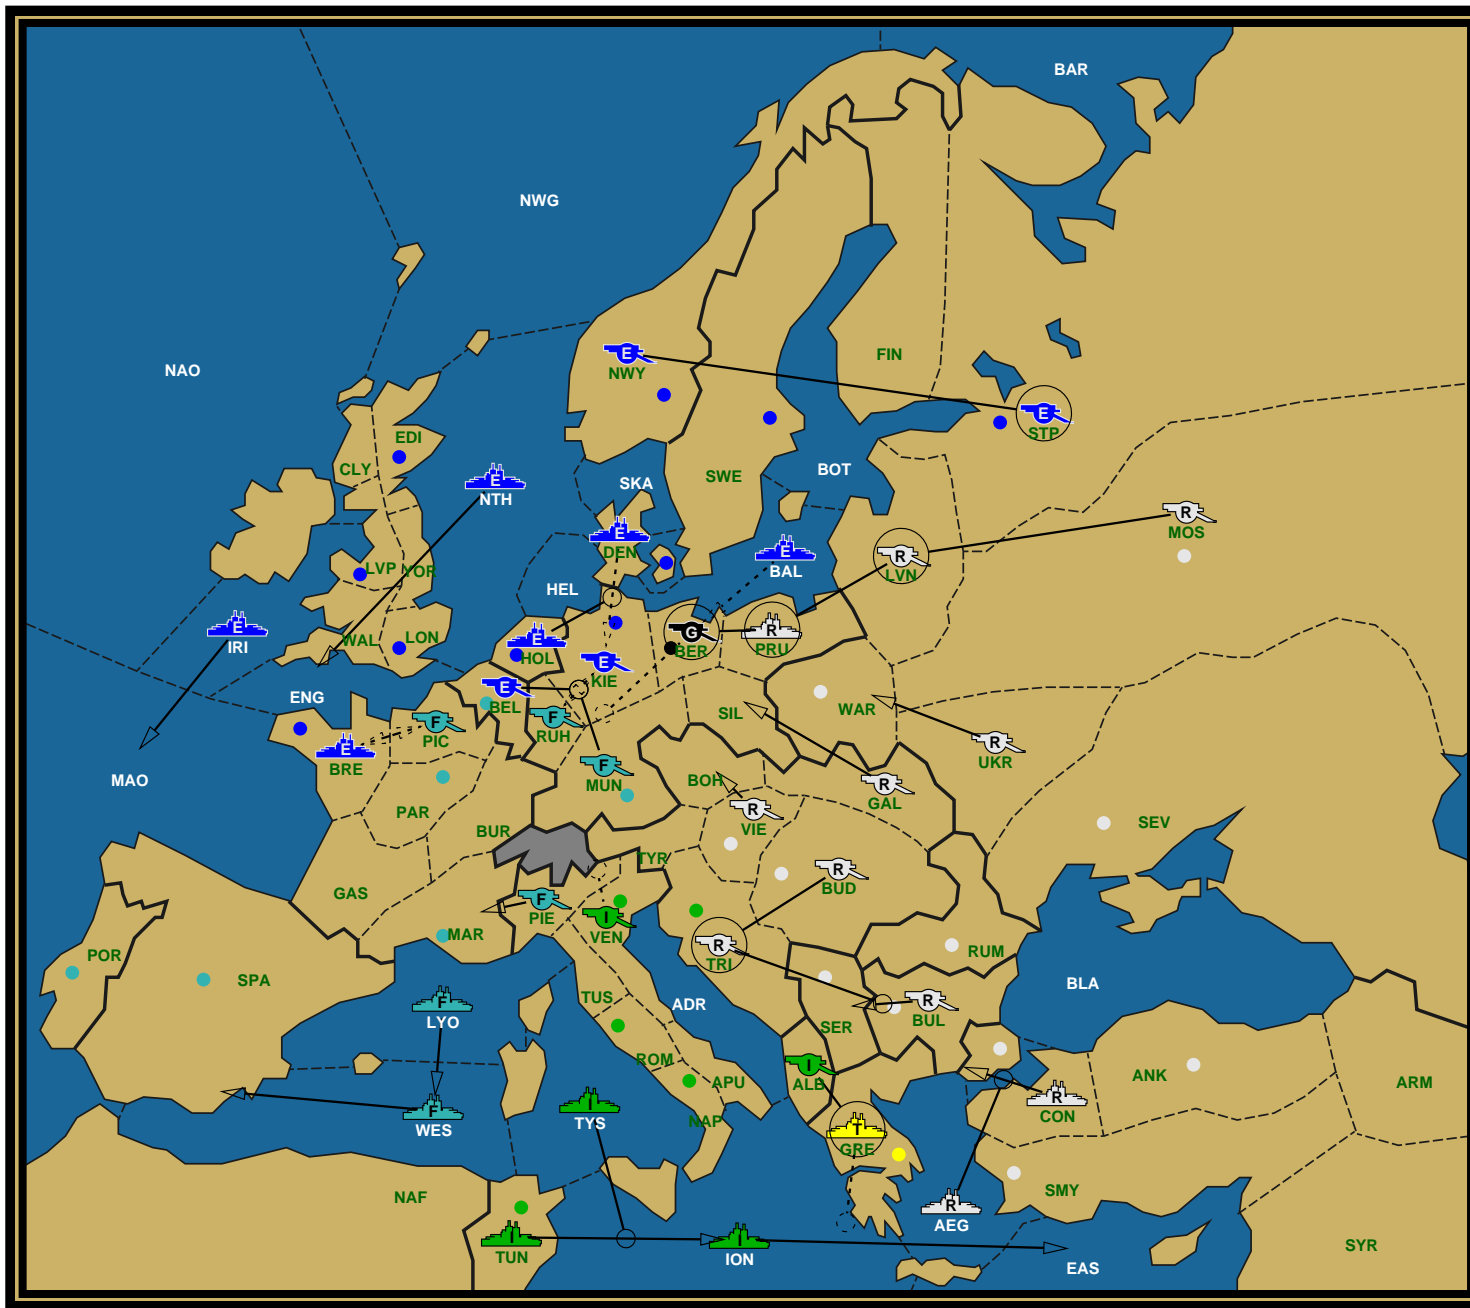 BAR
NWG
E
NWY
FIN
NAO
E
STP
EDI
CLY
E
NTH
SKA
BOT
SWE
R
MOS
E
DEN
E
BAL
R
LVN
LVP
YOR
HEL
E
IRI
WAL
LON
E
HOL
G
BER
R
PRU
E
KIE
ENG
E
BEL
F
RUH
SIL
WAR
F
PIC
E
BRE
R
UKR
MAO
F
MUN
BOH
R
GAL
R
VIE
PAR
BUR
SEV
TYR
R
BUD
GAS
F
PIE
I
VEN
MAR
R
TRI
RUM
POR
SPA
F
LYO
TUS
ADR
R
BUL
BLA
SER
ROM
I
ALB
APU
ANK
ARM
R
CON
F
WES
I
TYS
NAP
T
GRE
NAF
SMY
R
AEG
I
TUN
I
ION
EAS
SYR